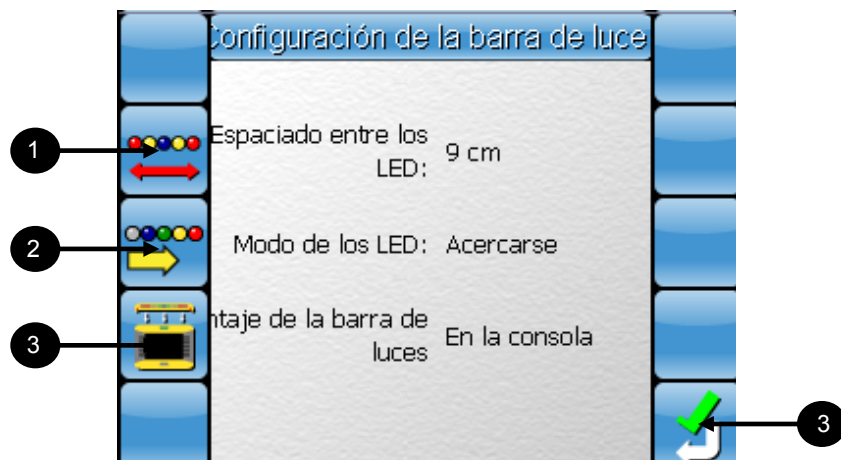 Configuración de la barra de luce
1
Espaciado entre los
LED:
9 cm
2
Modo de los LED:
Acercarse
3
ntaje de la barra de
luces
En la consola
3